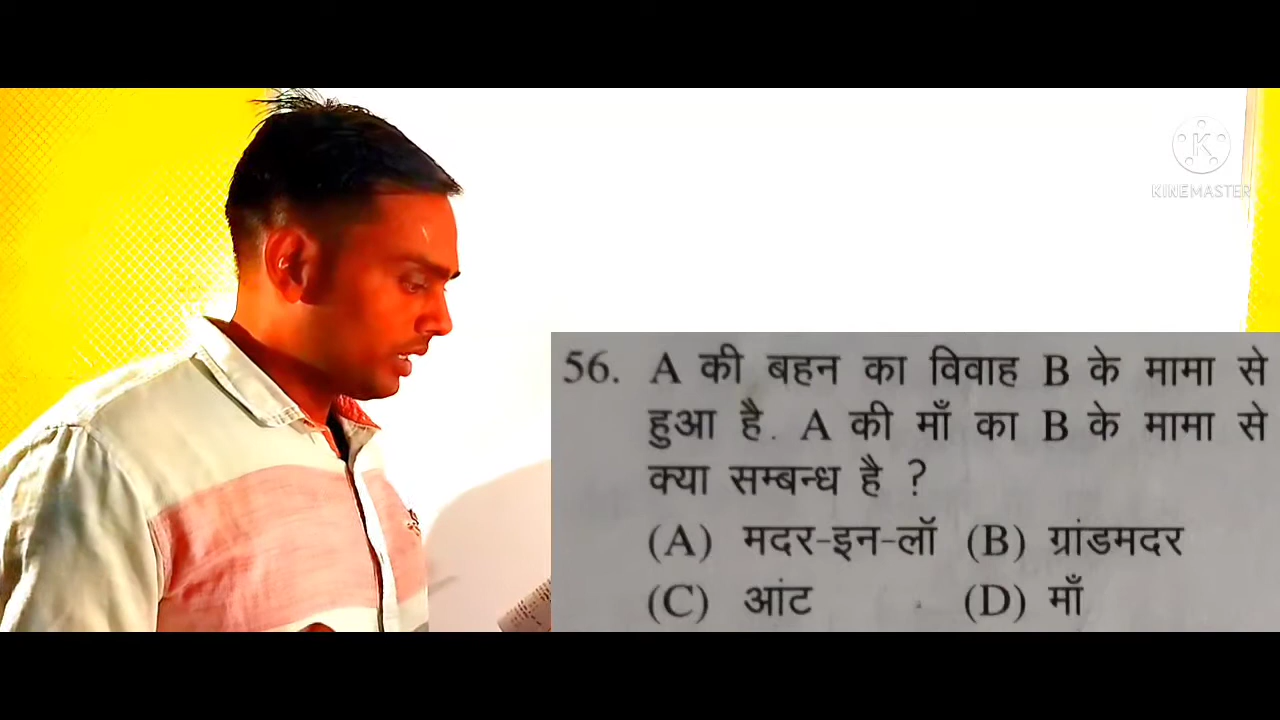 KINEMASTER
56. A की बहन का विवाह B के मामा से
हुआ है. A की माँ का B के मामा से
क्या सम्बन्ध है ?
(A) मदर-इन-लॉ (B) ग्रांडमदर
(C) आंट (D) माँ